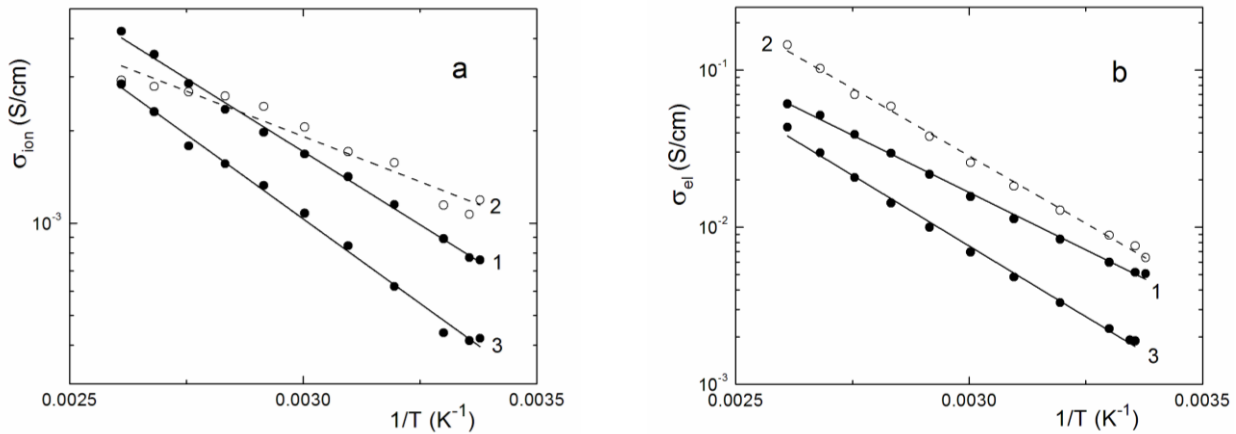 a
σion (S/cm)
10⁻³
2
1
3
0.0025
0.0030
0.0035
1/T (K⁻¹)
b
σel (S/cm)
10⁻¹
10⁻²
10⁻³
2
1
3
0.0025
0.0030
0.0035
1/T (K⁻¹)